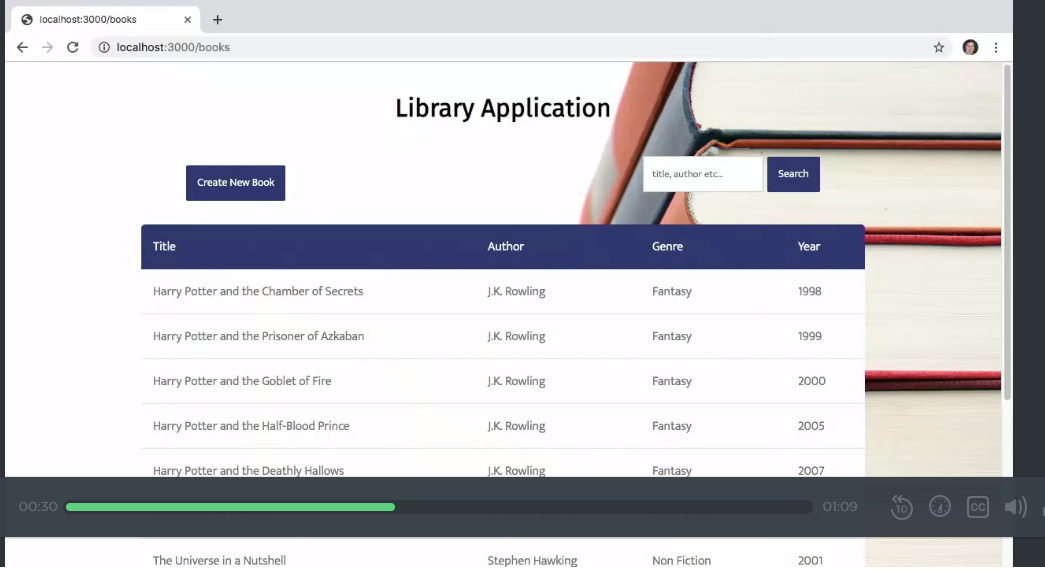 localhost:3000/books
localhost:3000/books
Library Application
Create New Book
title, author etc...
Search
Title Author Genre Year
Harry Potter and the Chamber of Secrets J.K. Rowling Fantasy 1998
Harry Potter and the Prisoner of Azkaban J.K. Rowling Fantasy 1999
Harry Potter and the Goblet of Fire J.K. Rowling Fantasy 2000
Harry Potter and the Half-Blood Prince J.K. Rowling Fantasy 2005
Harry Potter and the Deathly Hallows J.K. Rowling Fantasy 2007
00:30 01:09 10 CC
The Universe in a Nutshell Stephen Hawking Non Fiction 2001